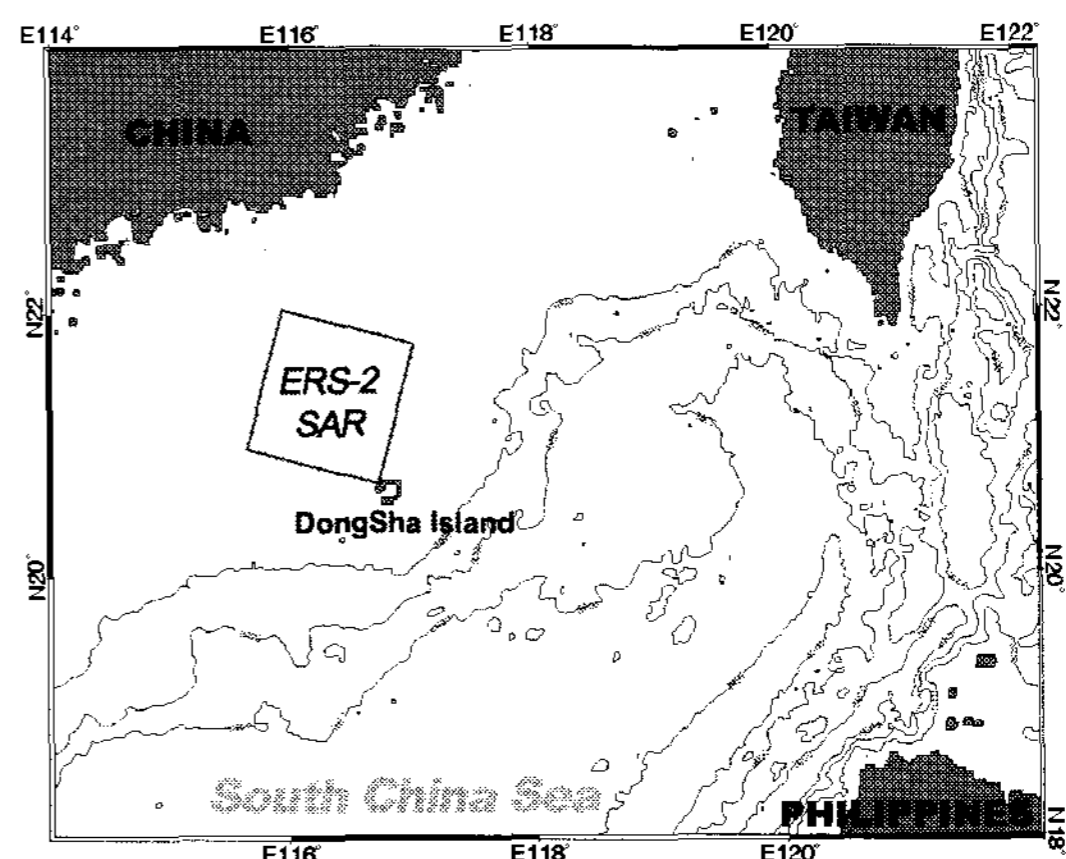 E114° E116° E118° E120° E122°
CHINA
TAIWAN
N22° N22°
ERS-2
SAR
DongSha Island
N20° N20°
South China Sea
PHILIPPINES
N18°
E116° E118° E120°